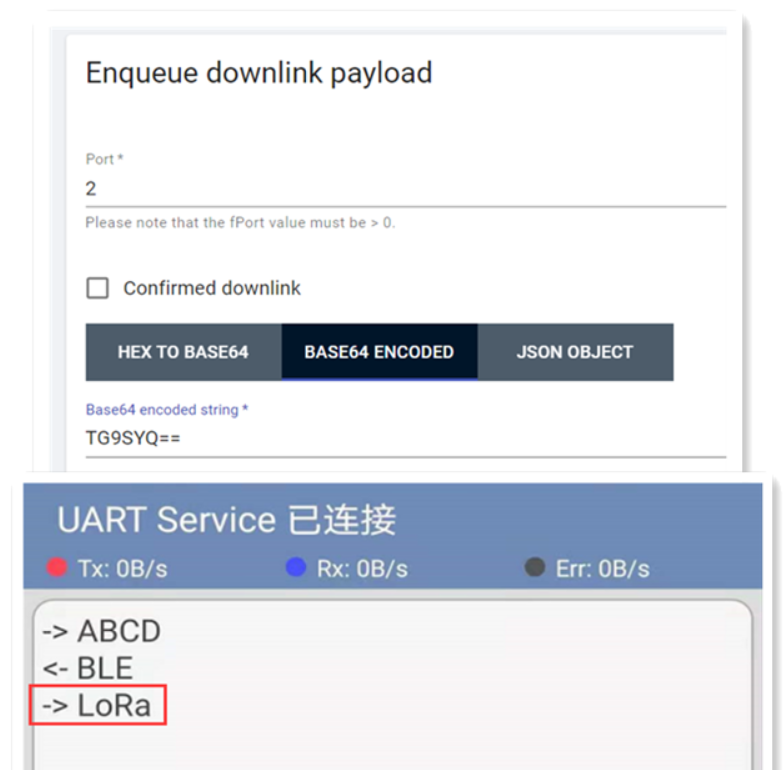 Enqueue downlink payload
Port *
2
Please note that the fPort value must be > 0.
Confirmed downlink
HEX TO BASE64 BASE64 ENCODED JSON OBJECT
Base64 encoded string *
TG9SYQ==
UART Service 已连接
Tx: 0B/s Rx: 0B/s Err: 0B/s
-> ABCD
<- BLE
-> LoRa